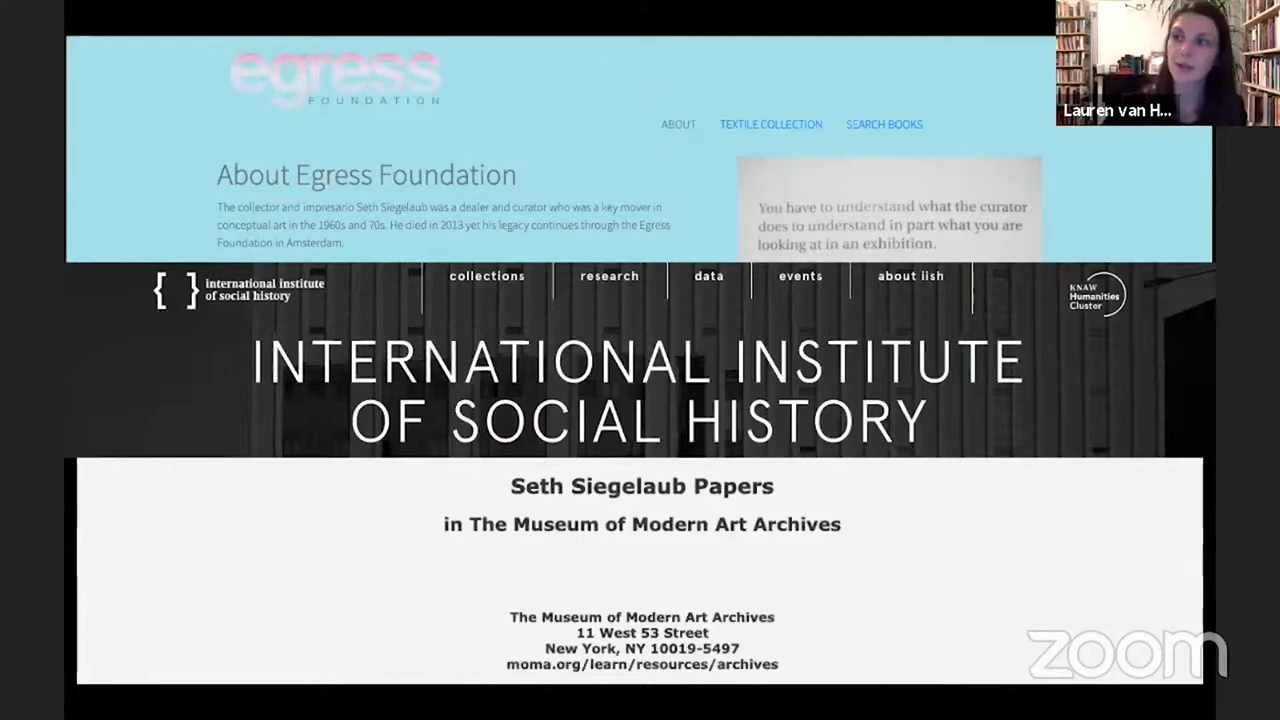 egress
FOUNDATION
Lauren van H...
ABOUT TEXTILE COLLECTION SEARCH BOOKS
About Egress Foundation
The collector and impresario Seth Siegelaub was a dealer and curator who was a key mover in
conceptual art in the 1960s and 70s. He died in 2013 yet his legacy continues through the Egress
Foundation in Amsterdam.
You have to understand what the curator
does to understand in part what you are
looking at in an exhibition.
{ } international institute
of social history
collections research data events about iish
KNAW
Humanities
Cluster
INTERNATIONAL INSTITUTE
OF SOCIAL HISTORY
Seth Siegelaub Papers
in The Museum of Modern Art Archives
The Museum of Modern Art Archives
11 West 53 Street
New York, NY 10019-5497
moma.org/learn/resources/archives
zoom